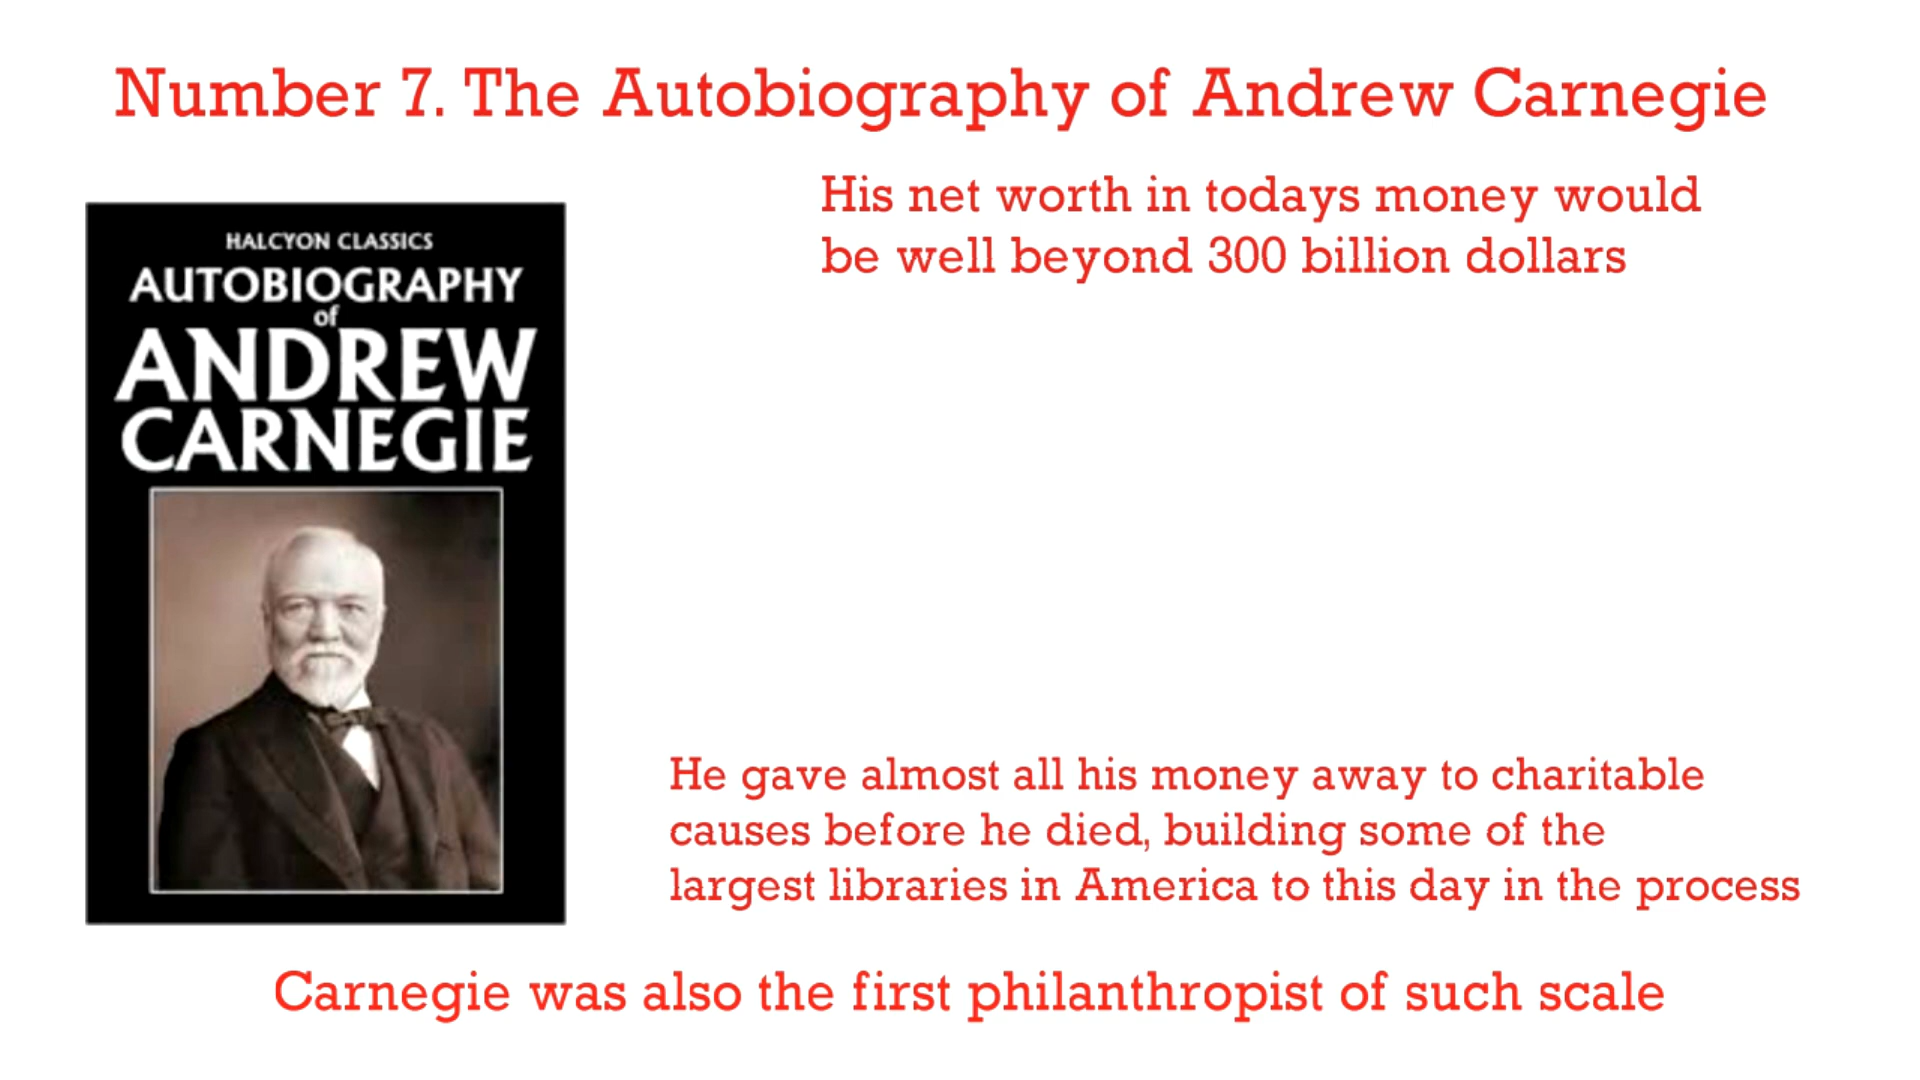 Number 7. The Autobiography of Andrew Carnegie
His net worth in todays money would
be well beyond 300 billion dollars
HALCYON CLASSICS
AUTOBIOGRAPHY
of
ANDREW
CARNEGIE
He gave almost all his money away to charitable
causes before he died, building some of the
largest libraries in America to this day in the process
Carnegie was also the first philanthropist of such scale